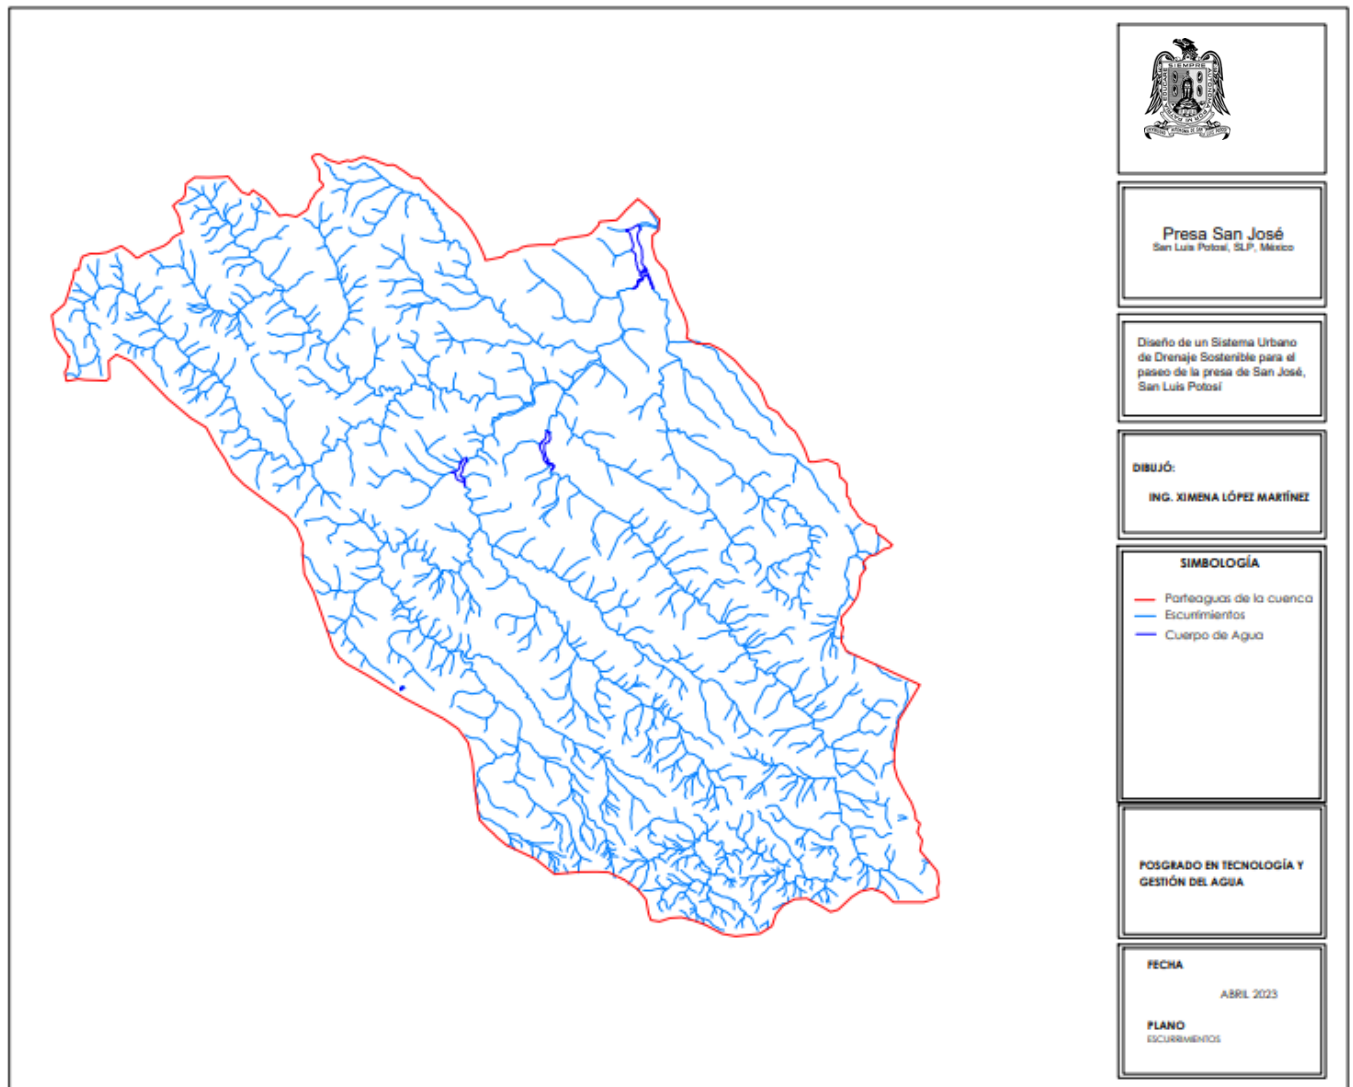 SIEMPRE
Presa San José
San Luis Potosí, SLP, México
Diseño de un Sistema Urbano
de Drenaje Sostenible para el
paseo de la presa de San José,
San Luis Potosí
DIBUJÓ:
ING. XIMENA LÓPEZ MARTÍNEZ
SIMBOLOGÍA
Parteaguas de la cuenca
Escurrimientos
Cuerpo de Agua
POSGRADO EN TECNOLOGÍA Y
GESTIÓN DEL AGUA
FECHA
ABRIL 2023
PLANO
ESCURRIMIENTOS